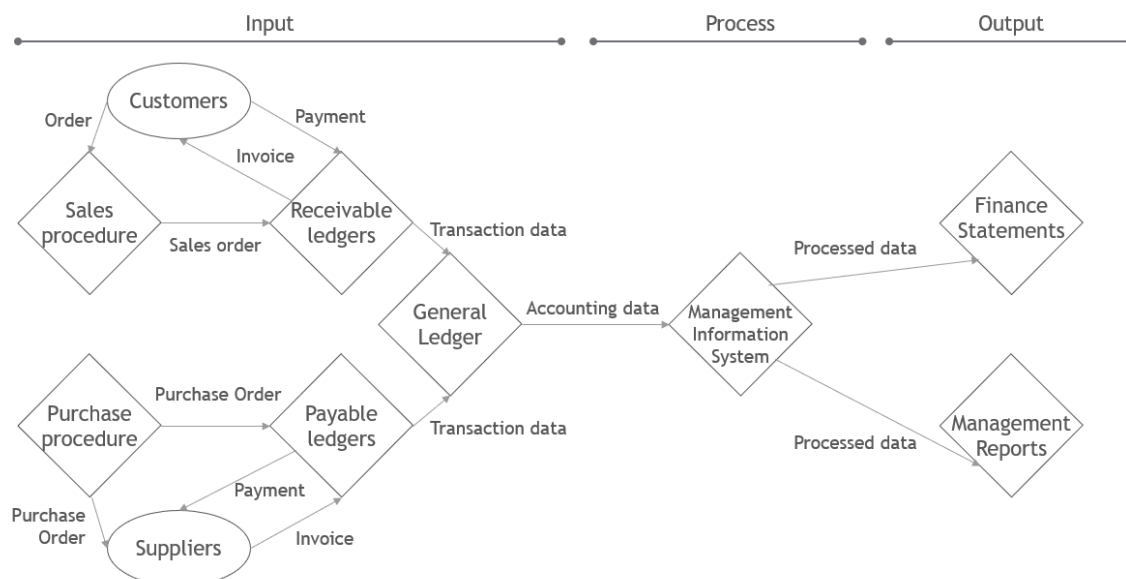 Input
Process
Output
Customers
Order
Payment
Invoice
Sales
procedure
Sales order
Receivable
ledgers
Transaction data
General
Ledger
Accounting data
Management
Information
System
Processed data
Finance
Statements
Purchase
procedure
Purchase Order
Payable
ledgers
Transaction data
Processed data
Management
Reports
Purchase
Order
Payment
Suppliers
Invoice